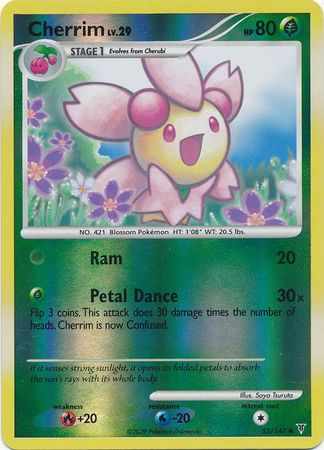 Cherrim LV.29 HP 80
STAGE 1 Evolves from Cherubi
NO. 421 Blossom Pokémon HT: 1'08" WT: 20.5 lbs.
Ram 20
Petal Dance 30×
Flip 3 coins. This attack does 30 damage times the number of
heads. Cherrim is now Confused.
If it senses strong sunlight, it opens its folded petals to absorb
the sun's rays with its whole body.
Illus. Sayo Tsuruta
weakness resistance retreat cost
+20 -20
©2009 Pokémon/Nintendo 55/147